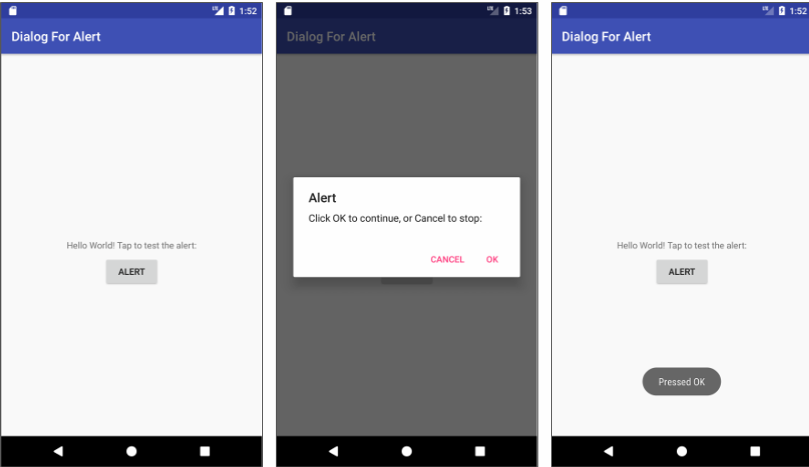 1:52
Dialog For Alert
Hello World! Tap to test the alert:
ALERT
1:53
Dialog For Alert
Alert
Click OK to continue, or Cancel to stop:
CANCEL OK
1:52
Dialog For Alert
Hello World! Tap to test the alert:
ALERT
Pressed OK